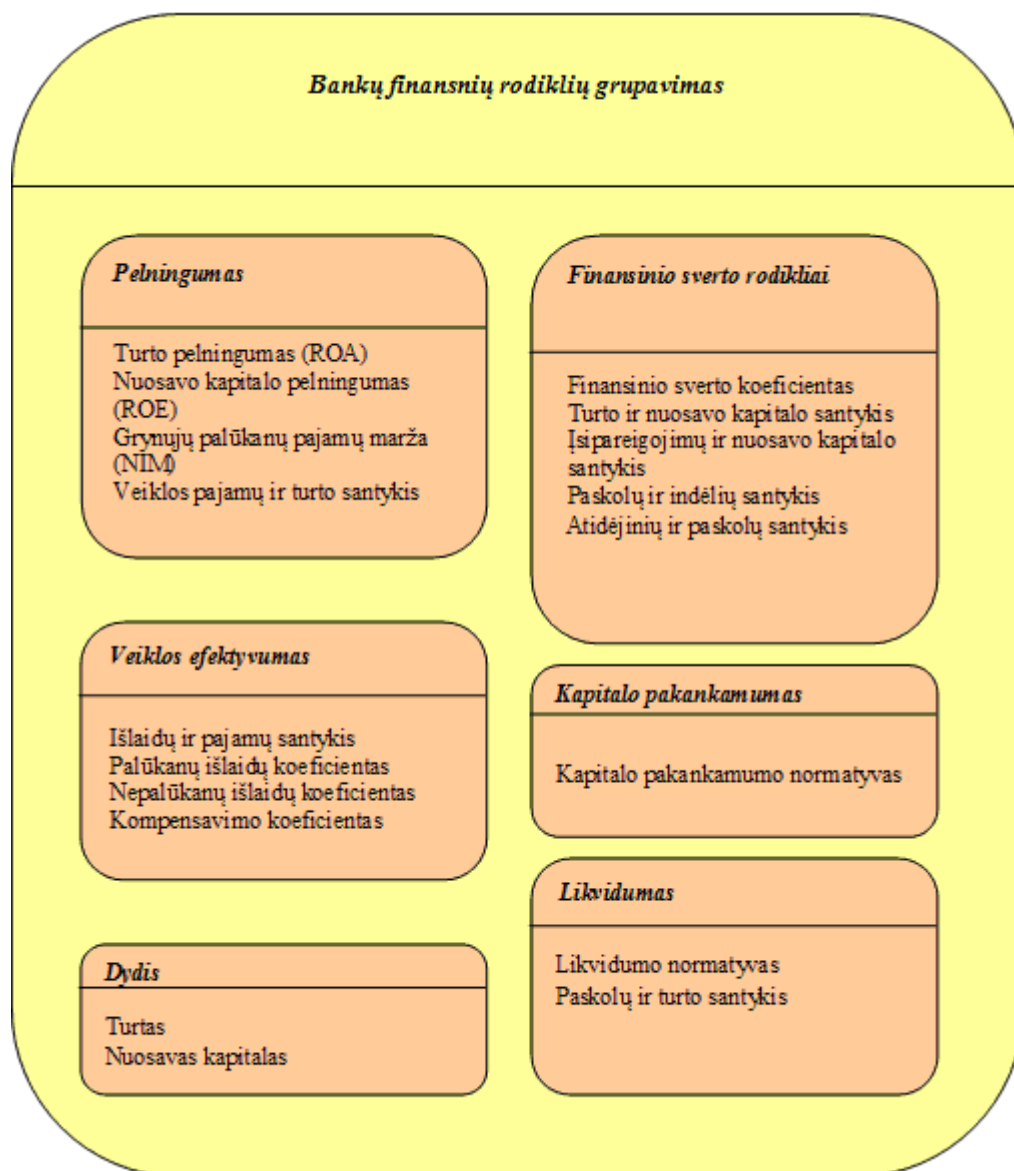 Bankų finansnių rodiklių grupavimas
Pelningumas
Turto pelningumas (ROA)
Nuosavo kapitalo pelningumas
(ROE)
Grynųjų palūkanų pajamų marža
(NIM)
Veiklos pajamų ir turto santykis
Finansinio sverto rodikliai
Finansinio sverto koeficientas
Turto ir nuosavo kapitalo santykis
Įsipareigojimų ir nuosavo kapitalo
santykis
Paskolų ir indėlių santykis
Atidėjinių ir paskolų santykis
Veiklos efektyvumas
Išlaidų ir pajamų santykis
Palūkanų išlaidų koeficientas
Nepalūkanų išlaidų koeficientas
Kompensavimo koeficientas
Kapitalo pakankamumas
Kapitalo pakankamumo normatyvas
Likvidumas
Likvidumo normatyvas
Paskolų ir turto santykis
Dydis
Turtas
Nuosavas kapitalas